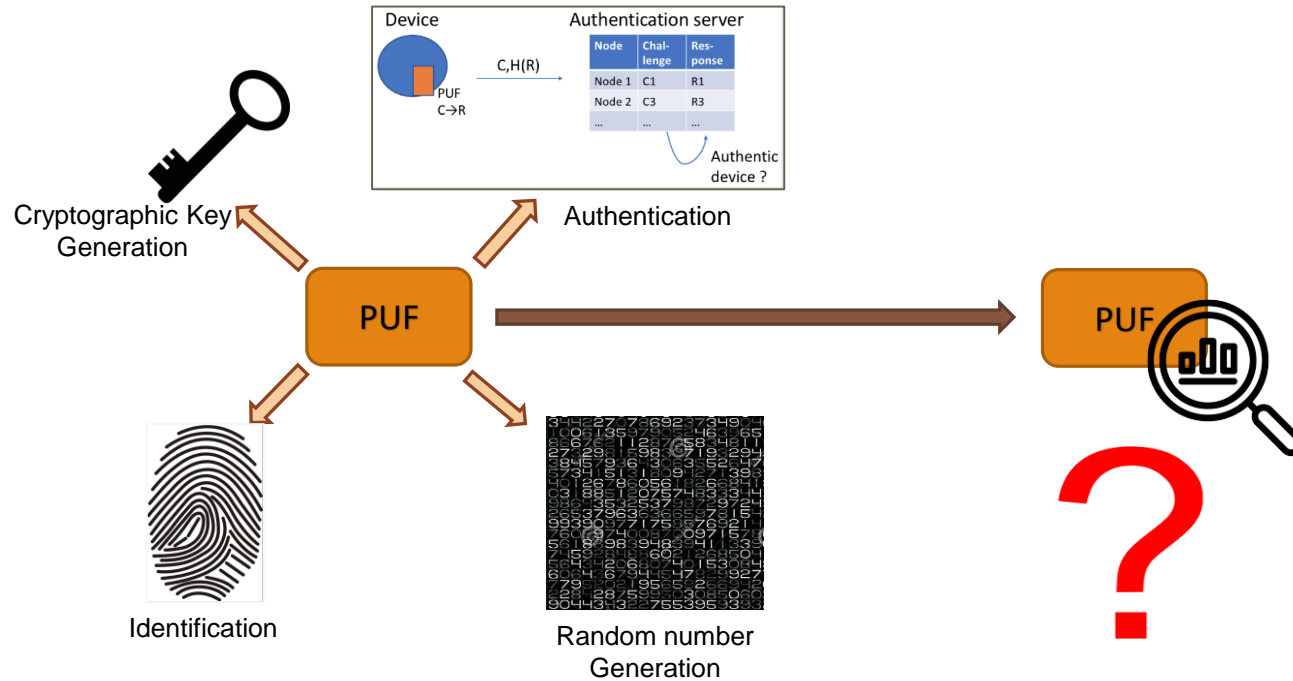 Device
Authentication server
C,H(R)
PUF
C→R
Node Chal- Res-
lenge ponse
Node 1 C1 R1
Node 2 C3 R3
... ... ...
Authentic
device ?
Cryptographic Key
Generation
Authentication
PUF
PUF
Identification
Random number
Generation
?